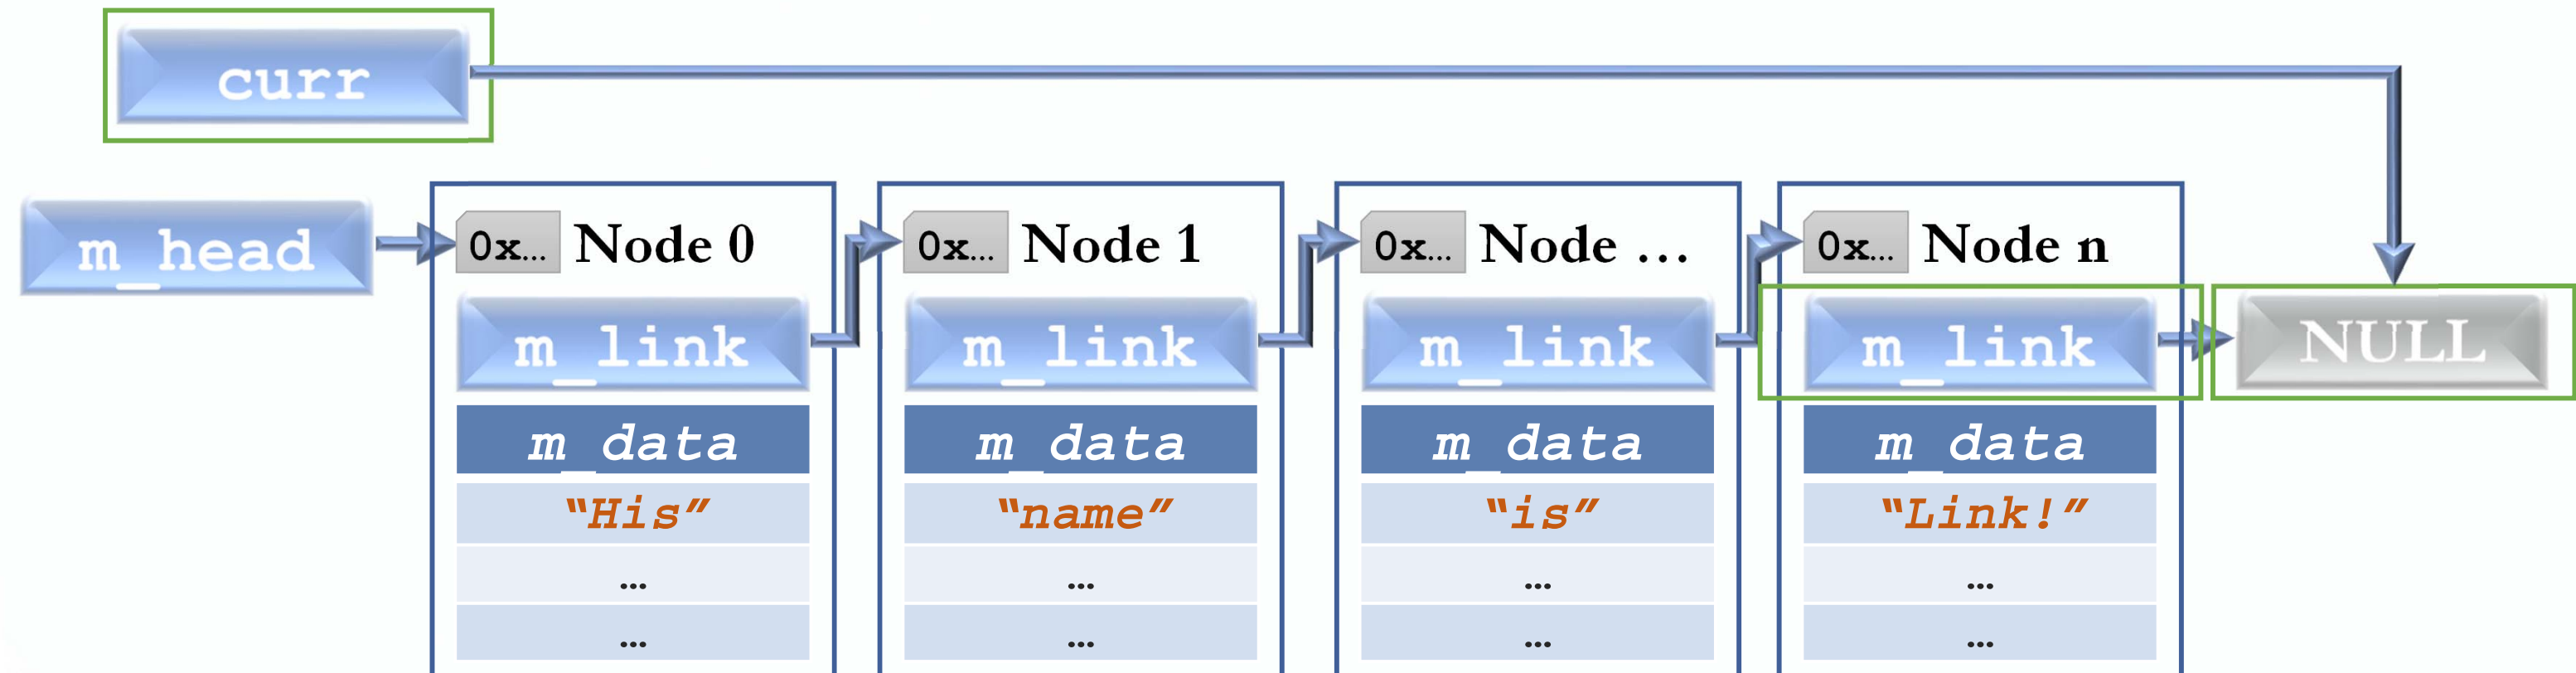 curr
m_head
0x... Node 0
m_link
m_data
“His”
...
...
0x... Node 1
m_link
m_data
“name”
...
...
0x... Node ...
m_link
m_data
“is”
...
...
0x... Node n
m_link
m_data
“Link!”
...
...
NULL